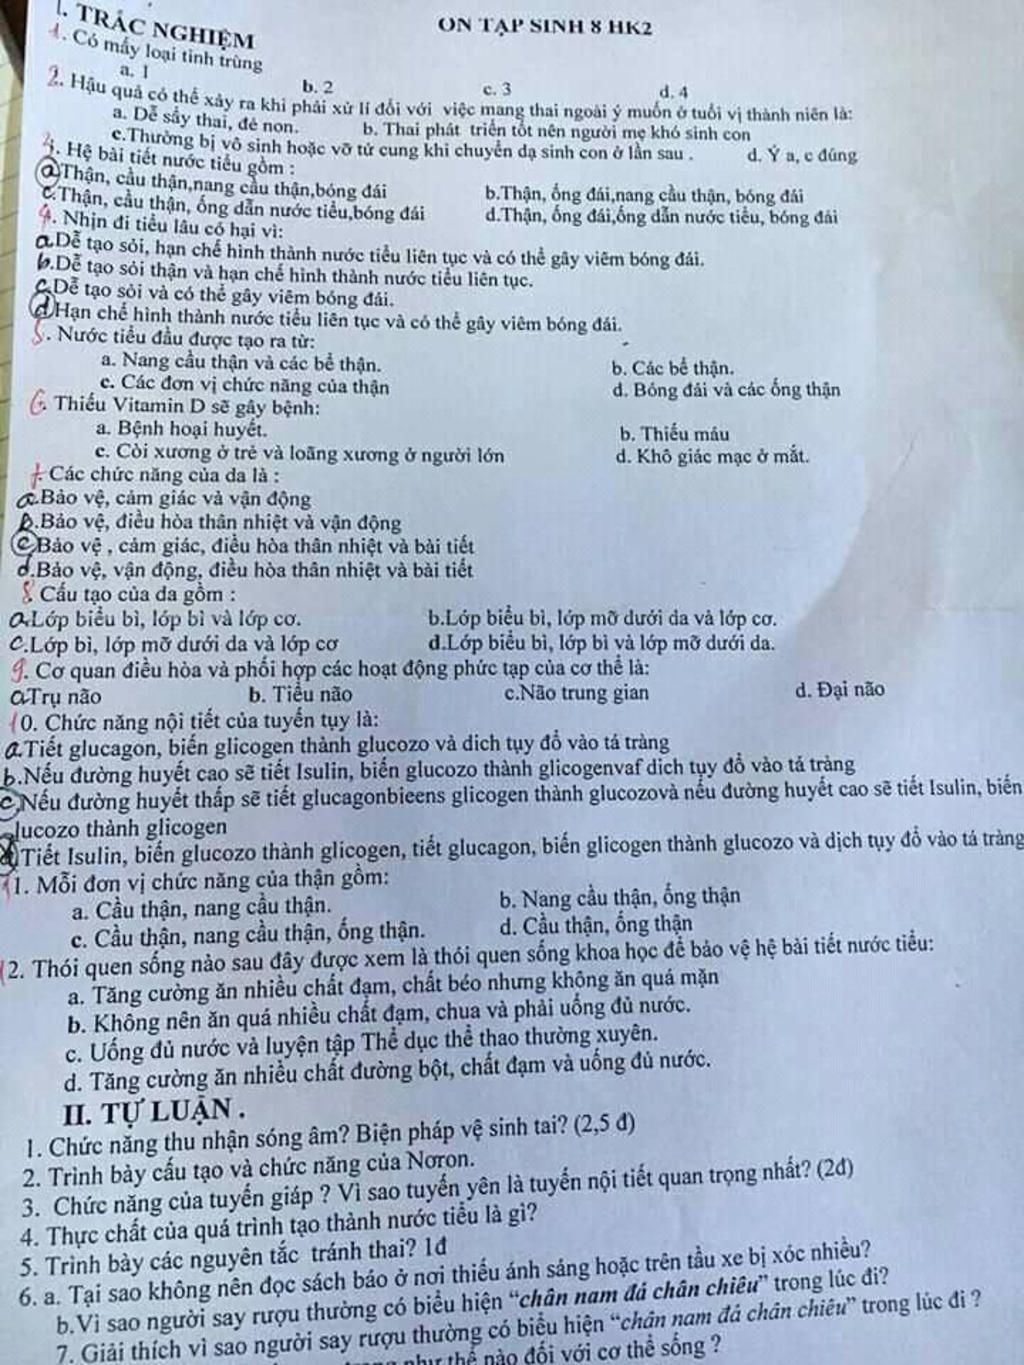 I. TRẮC NGHIỆM
ÔN TẬP SINH 8 HK2
1. Có mấy loại tinh trùng
a. 1 b. 2 c. 3 d. 4
2. Hậu quả có thể xảy ra khi phải xử lí đối với việc mang thai ngoài ý muốn ở tuổi vị thành niên là:
a. Dễ sẩy thai, đẻ non. b. Thai phát triển tốt nên người mẹ khó sinh con
c.Thường bị vô sinh hoặc vỡ tử cung khi chuyển dạ sinh con ở lần sau . d. Ý a, c đúng
3. Hệ bài tiết nước tiểu gồm :
a Thận, cầu thận,nang cầu thận,bóng đái b.Thận, ống đái,nang cầu thận, bóng đái
c.Thận, cầu thận, ống dẫn nước tiểu,bóng đái d.Thận, ống đái,ống dẫn nước tiểu, bóng đái
4. Nhịn đi tiểu lâu có hại vì:
a.Dễ tạo sỏi, hạn chế hình thành nước tiểu liên tục và có thể gây viêm bóng đái.
b.Dễ tạo sỏi thận và hạn chế hình thành nước tiểu liên tục.
c.Dễ tạo sỏi và có thể gây viêm bóng đái.
d Hạn chế hình thành nước tiểu liên tục và có thể gây viêm bóng đái.
5. Nước tiểu đầu được tạo ra từ:
a. Nang cầu thận và các bể thận. b. Các bể thận.
c. Các đơn vị chức năng của thận d. Bóng đái và các ống thận
6. Thiếu Vitamin D sẽ gây bệnh:
a. Bệnh hoại huyết. b. Thiếu máu
c. Còi xương ở trẻ và loãng xương ở người lớn d. Khô giác mạc ở mắt.
7. Các chức năng của da là :
a.Bảo vệ, cảm giác và vận động
b.Bảo vệ, điều hòa thân nhiệt và vận động
c Bảo vệ , cảm giác, điều hòa thân nhiệt và bài tiết
d.Bảo vệ, vận động, điều hòa thân nhiệt và bài tiết
8. Cấu tạo của da gồm :
a.Lớp biểu bì, lớp bì và lớp cơ. b.Lớp biểu bì, lớp mỡ dưới da và lớp cơ.
c.Lớp bì, lớp mỡ dưới da và lớp cơ d.Lớp biểu bì, lớp bì và lớp mỡ dưới da.
9. Cơ quan điều hòa và phối hợp các hoạt động phức tạp của cơ thể là:
a.Trụ não b. Tiểu não c.Não trung gian d. Đại não
10. Chức năng nội tiết của tuyến tụy là:
a.Tiết glucagon, biến glicogen thành glucozo và dich tụy đổ vào tá tràng
b.Nếu đường huyết cao sẽ tiết Isulin, biến glucozo thành glicogenvaf dich tụy đổ vào tá tràng
c Nếu đường huyết thấp sẽ tiết glucagonbieens glicogen thành glucozovà nếu đường huyết cao sẽ tiết Isulin, biến
glucozo thành glicogen
d Tiết Isulin, biến glucozo thành glicogen, tiết glucagon, biến glicogen thành glucozo và dịch tụy đổ vào tá tràng
11. Mỗi đơn vị chức năng của thận gồm:
a. Cầu thận, nang cầu thận. b. Nang cầu thận, ống thận
c. Cầu thận, nang cầu thận, ống thận. d. Cầu thận, ống thận
12. Thói quen sống nào sau đây được xem là thói quen sống khoa học để bảo vệ hệ bài tiết nước tiểu:
a. Tăng cường ăn nhiều chất đạm, chất béo nhưng không ăn quá mặn
b. Không nên ăn quá nhiều chất đạm, chua và phải uống đủ nước.
c. Uống đủ nước và luyện tập Thể dục thể thao thường xuyên.
d. Tăng cường ăn nhiều chất đường bột, chất đạm và uống đủ nước.
II. TỰ LUẬN .
1. Chức năng thu nhận sóng âm? Biện pháp vệ sinh tai? (2,5 đ)
2. Trình bày cấu tạo và chức năng của Nơron.
3. Chức năng của tuyến giáp ? Vì sao tuyến yên là tuyến nội tiết quan trọng nhất? (2đ)
4. Thực chất của quá trình tạo thành nước tiểu là gì?
5. Trình bày các nguyên tắc tránh thai? 1đ
6. a. Tại sao không nên đọc sách báo ở nơi thiếu ánh sáng hoặc trên tầu xe bị xóc nhiều?
b.Vì sao người say rượu thường có biểu hiện “chân nam đá chân chiêu” trong lúc đi?
7. Giải thích vì sao người say rượu thường có biểu hiện “chân nam đá chân chiêu” trong lúc đi ?
như thế nào đối với cơ thể sống ?